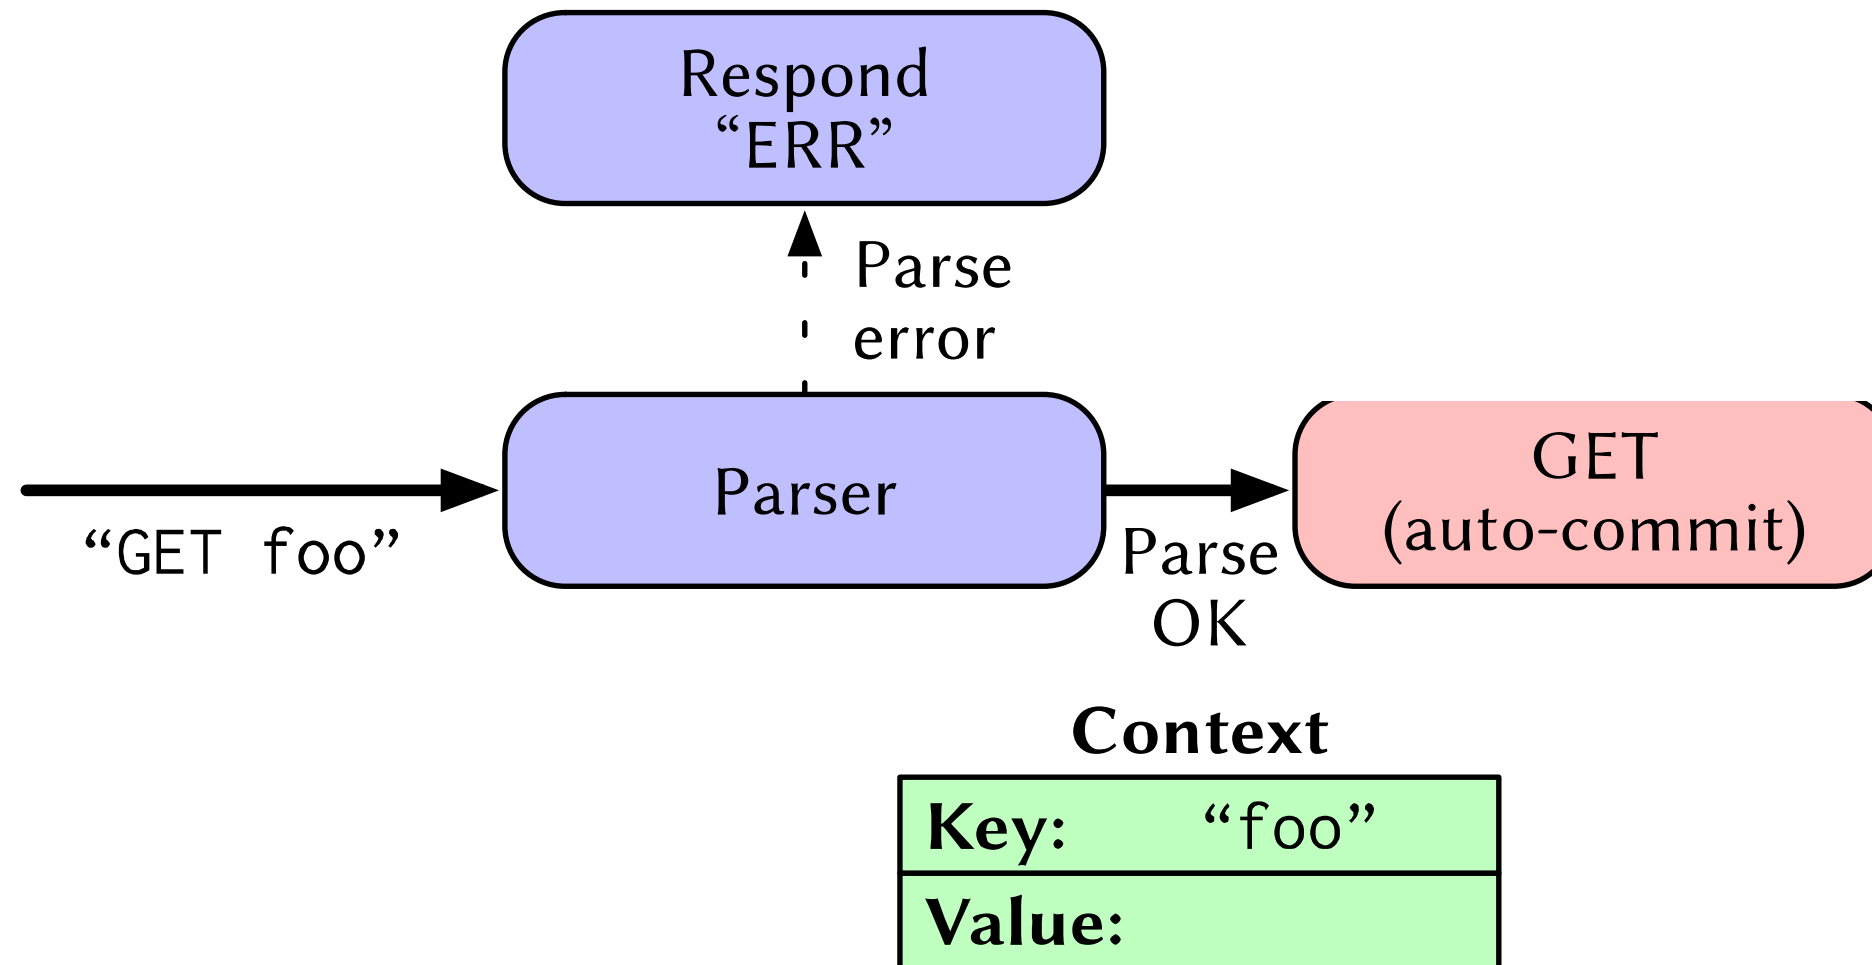 Respond
“ERR”
Parse
error
“GET foo”
Parser
Parse
OK
GET
(auto-commit)
Context
Key: “foo”
Value: